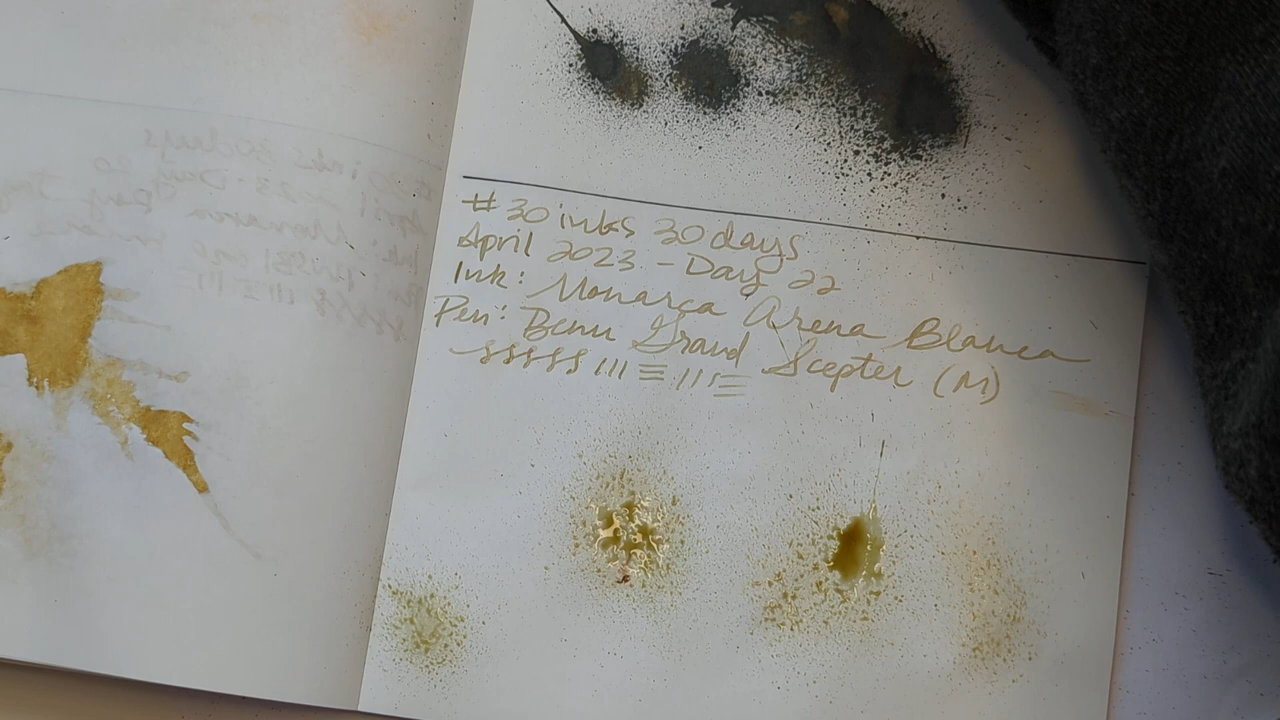 #30 inks 30 days
April 2023 - Day 22
Ink: Monarca Arena Blanca
Pen: Benu Grand Scepter (M)